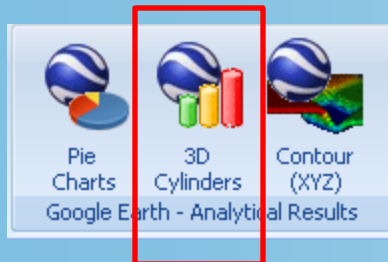 Pie
Charts
3D
Cylinders
Contour
(XYZ)
Google Earth - Analytical Results